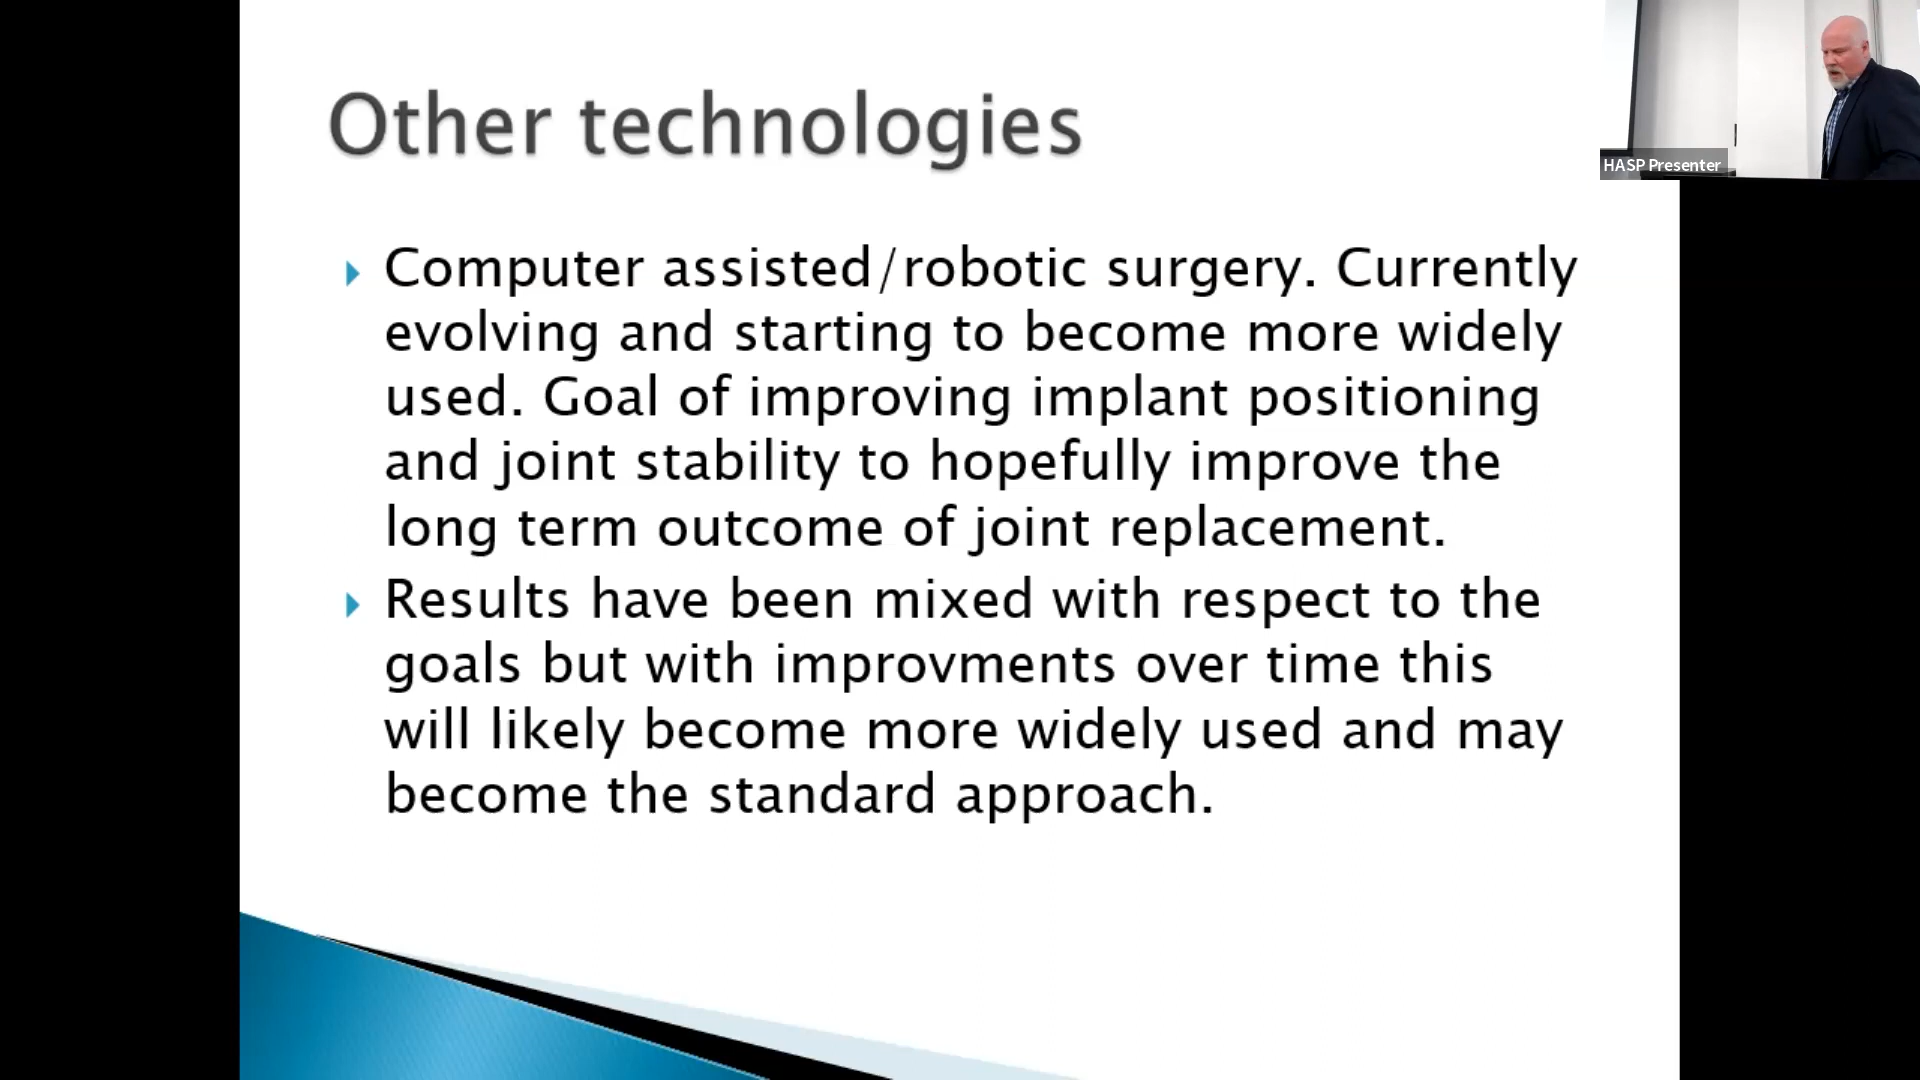 Other technologies
HASP Presenter
Computer assisted/robotic surgery. Currently
evolving and starting to become more widely
used. Goal of improving implant positioning
and joint stability to hopefully improve the
long term outcome of joint replacement.
Results have been mixed with respect to the
goals but with improvments over time this
will likely become more widely used and may
become the standard approach.